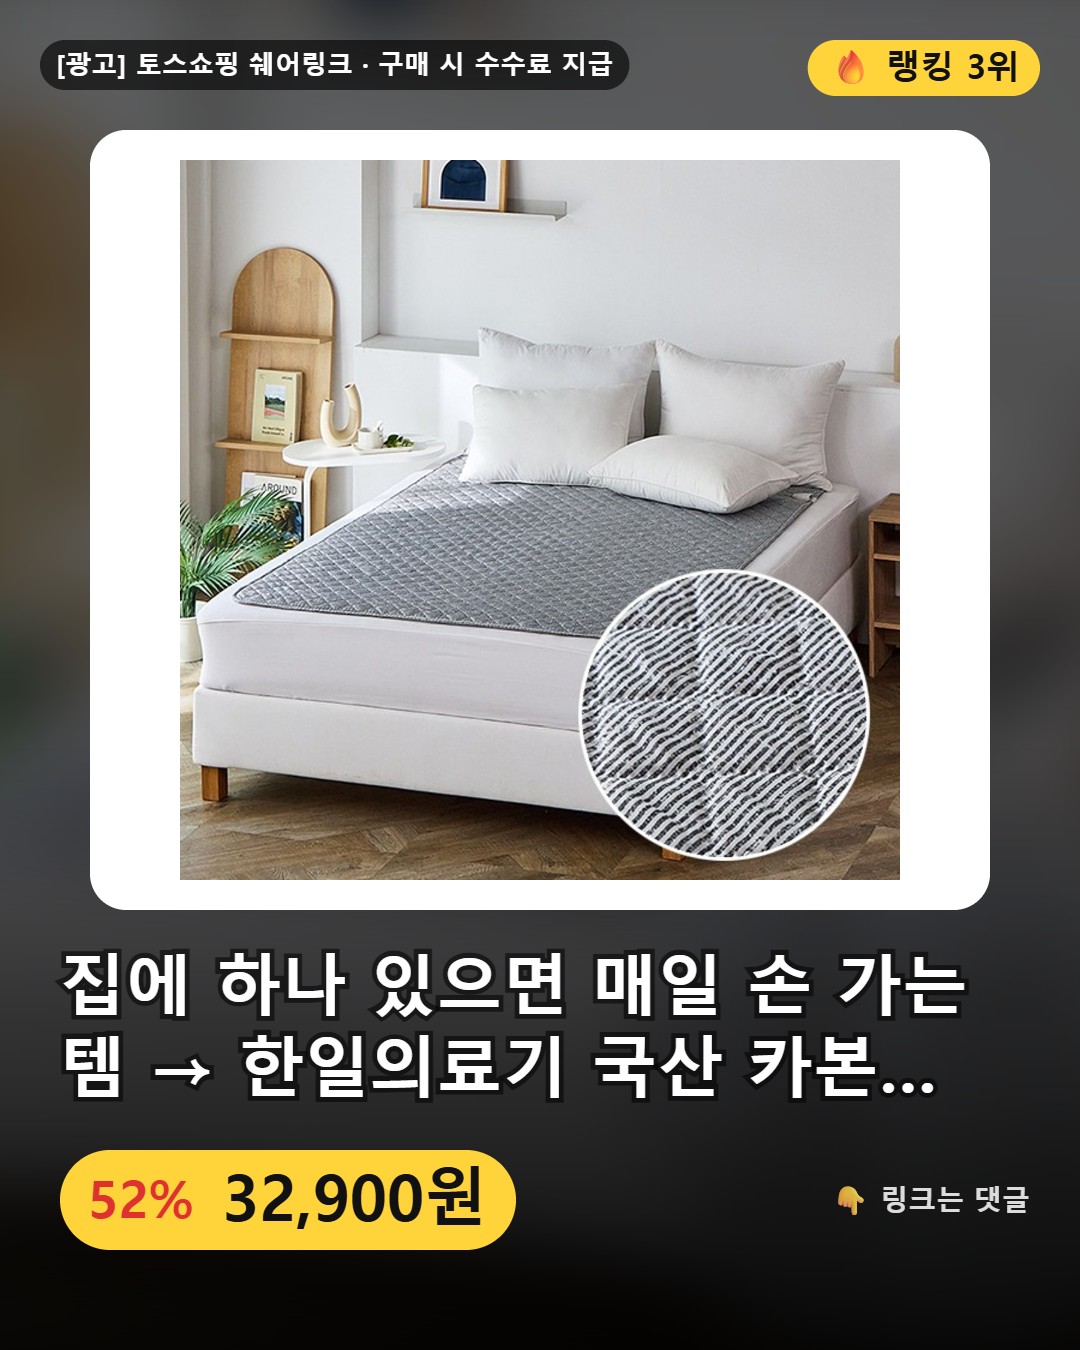 [광고] 토스쇼핑 쉐어링크 · 구매 시 수수료 지급
🔥 랭킹 3위
AROUND
집에 하나 있으면 매일 손 가는
템 → 한일의료기 국산 카본...
52% 32,900원
👇 링크는 댓글